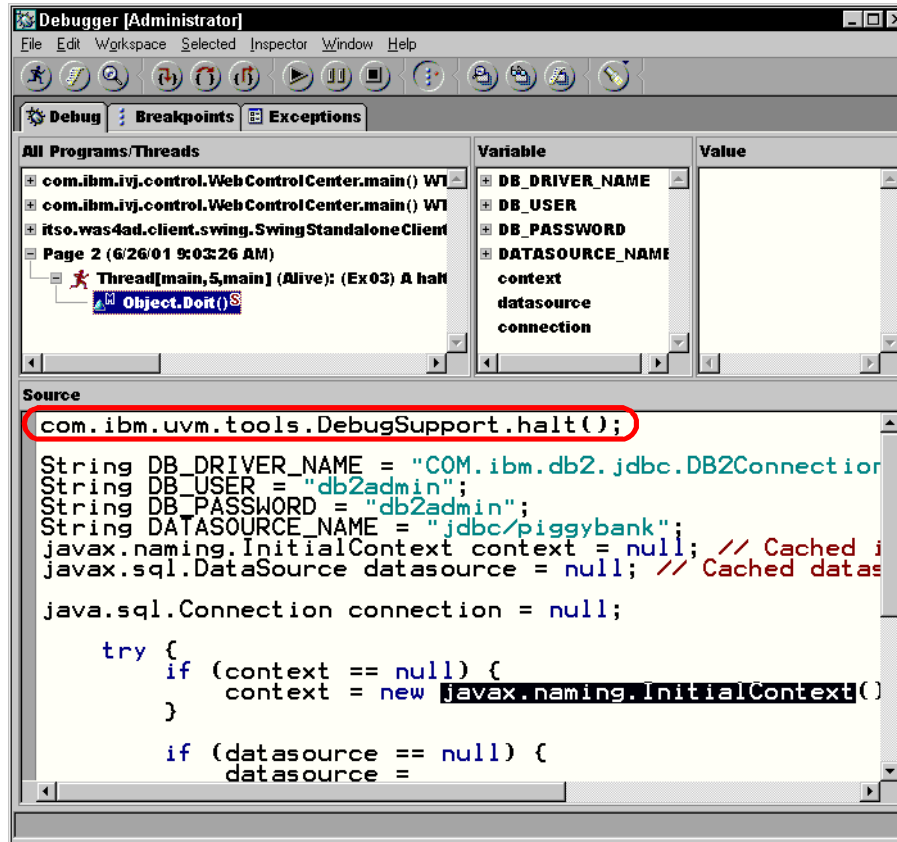 Debugger [Administrator]
File Edit Workspace Selected Inspector Window Help
Debug Breakpoints Exceptions
All Programs/Threads
com.ibm.ivj.control.WebControlCenter.main() WT
com.ibm.ivj.control.WebControlCenter.main() WT
itso.was4ad.client.swing.SwingStandaloneClient
Page 2 (6/26/01 9:03:26 AM)
Thread[main,5,main] (Alive): (Ex03) A halt
M Object.Doit() S
Variable
DB_DRIVER_NAME
DB_USER
DB_PASSWORD
DATASOURCE_NAME
context
datasource
connection
Value
Source
com.ibm.uvm.tools.DebugSupport.halt();
String DB_DRIVER_NAME = "COM.ibm.db2.jdbc.DB2Connection
String DB_USER = "db2admin";
String DB_PASSWORD = "db2admin";
String DATASOURCE_NAME = "jdbc/piggybank";
javax.naming.InitialContext context = null; // Cached i
javax.sql.DataSource datasource = null; // Cached datas
java.sql.Connection connection = null;
try {
if (context == null) {
context = new javax.naming.InitialContext()
}
if (datasource == null) {
datasource =